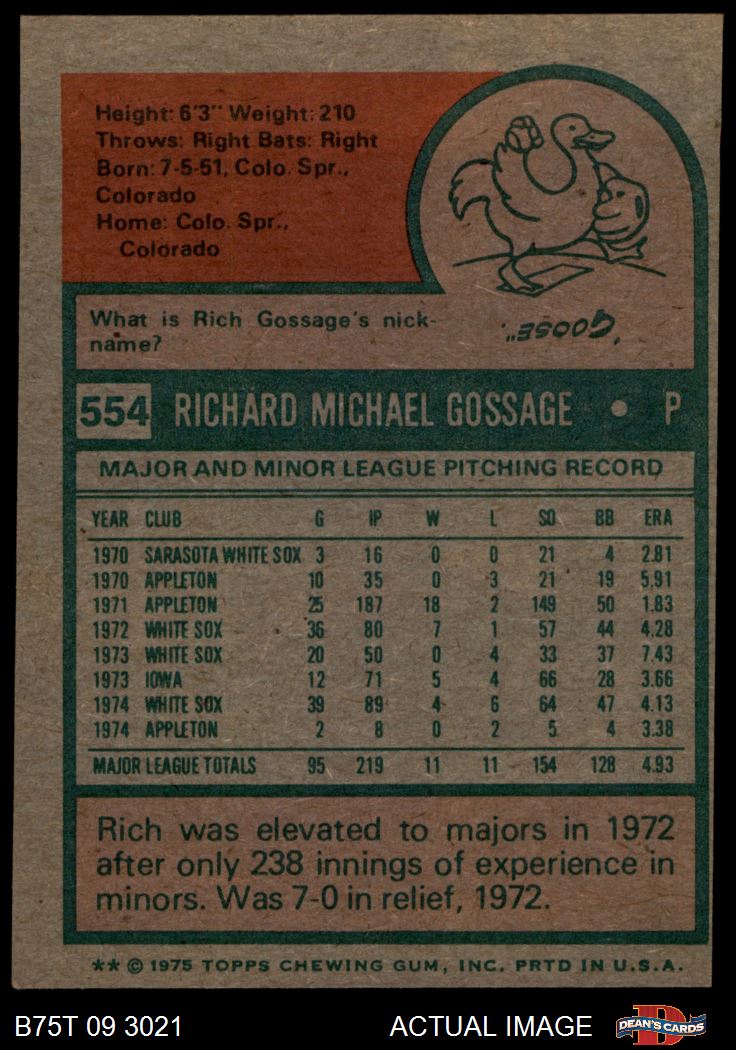 Height: 6'3" Weight: 210
Throws: Right Bats: Right
Born: 7-5-51, Colo. Spr.,
Colorado
Home: Colo. Spr.,
Colorado
What is Rich Gossage's nick-
name?
"GOOSE".
554 RICHARD MICHAEL GOSSAGE • P
MAJOR AND MINOR LEAGUE PITCHING RECORD
YEAR CLUB G IP W L SO BB ERA
1970 SARASOTA WHITE SOX 3 16 0 0 21 4 2.81
1970 APPLETON 10 35 0 3 21 19 5.91
1971 APPLETON 25 187 18 2 149 50 1.83
1972 WHITE SOX 36 80 7 1 57 44 4.28
1973 WHITE SOX 20 50 0 4 33 37 7.43
1973 IOWA 12 71 5 4 66 28 3.66
1974 WHITE SOX 39 89 4 6 64 47 4.13
1974 APPLETON 2 8 0 2 5 4 3.38
MAJOR LEAGUE TOTALS 95 219 11 11 154 128 4.93
Rich was elevated to majors in 1972
after only 238 innings of experience in
minors. Was 7-0 in relief, 1972.
** © 1975 TOPPS CHEWING GUM, INC. PRTD IN U.S.A.
B75T 09 3021 ACTUAL IMAGE DEAN'S CARDS